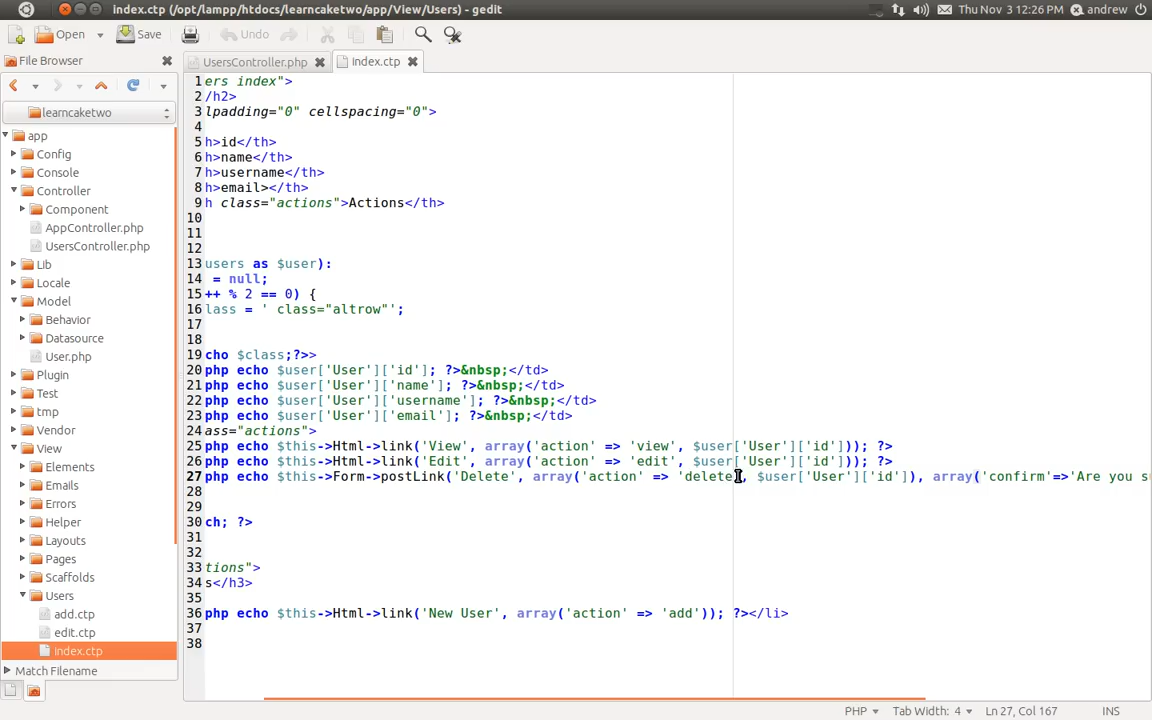 index.ctp (/opt/lampp/htdocs/learncaketwo/app/View/Users) - gedit
Thu Nov 3 12:26 PM
andrew
Open
Save
Undo
File Browser
UsersController.php
index.ctp
learncaketwo
app
Config
Console
Controller
Component
AppController.php
UsersController.php
Lib
Locale
Model
Behavior
Datasource
User.php
Plugin
Test
tmp
Vendor
View
Elements
Emails
Errors
Helper
Layouts
Pages
Scaffolds
Users
add.ctp
edit.ctp
index.ctp
Match Filename
1 ers index">
2 /h2>
3 lpadding="0" cellspacing="0">
4
5 h>id</th>
6 h>name</th>
7 h>username</th>
8 h>email></th>
9 h class="actions">Actions</th>
10
11
12
13 users as $user):
14 = null;
15 ++ % 2 == 0) {
16 lass = ' class="altrow"';
17
18
19 cho $class;?>>
20 php echo $user['User']['id']; ?>&nbsp;</td>
21 php echo $user['User']['name']; ?>&nbsp;</td>
22 php echo $user['User']['username']; ?>&nbsp;</td>
23 php echo $user['User']['email']; ?>&nbsp;</td>
24 ass="actions">
25 php echo $this->Html->link('View', array('action' => 'view', $user['User']['id'])); ?>
26 php echo $this->Html->link('Edit', array('action' => 'edit', $user['User']['id'])); ?>
27 php echo $this->Form->postLink('Delete', array('action' => 'delete', $user['User']['id']), array('confirm'=>'Are you s
28
29
30 ch; ?>
31
32
33 tions">
34 s</h3>
35
36 php echo $this->Html->link('New User', array('action' => 'add')); ?></li>
37
38
PHP
Tab Width: 4
Ln 27, Col 167
INS